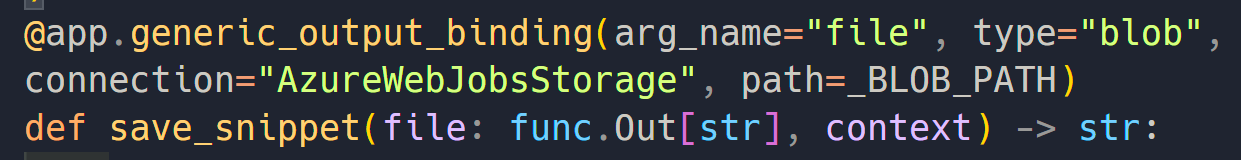 @app.generic_output_binding(arg_name="file", type="blob",
connection="AzureWebJobsStorage", path=_BLOB_PATH)
def save_snippet(file: func.Out[str], context) -> str: